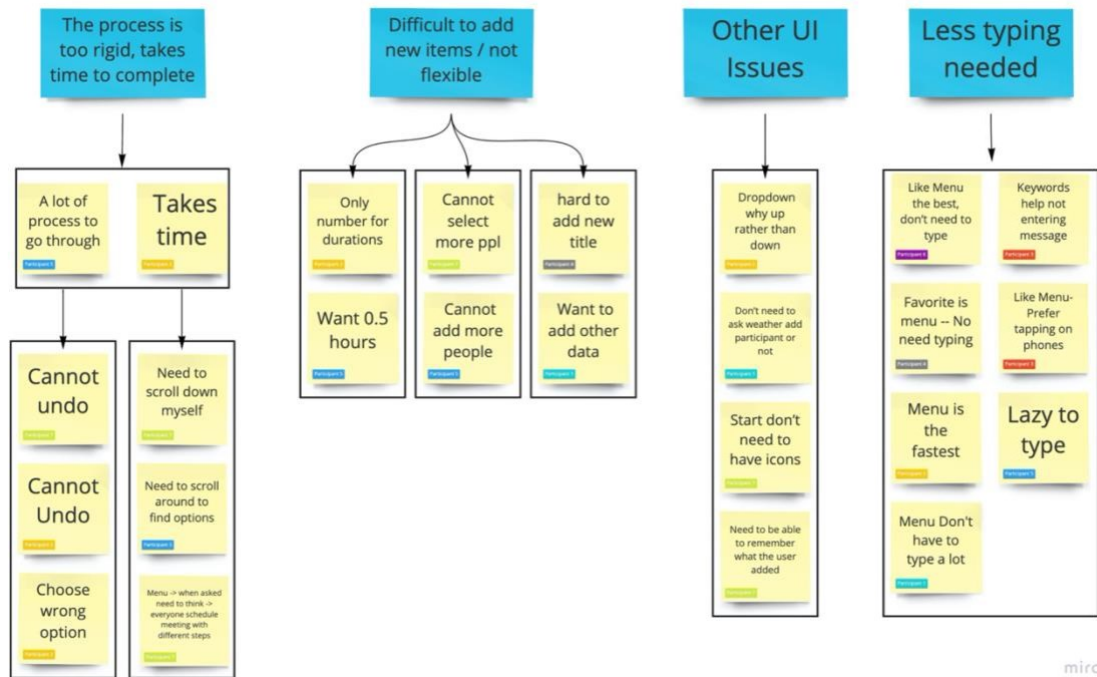 The process is
too rigid, takes
time to complete
Difficult to add
new items / not
flexible
Other UI
Issues
Less typing
needed
A lot of
process to
go through
Takes
time
Cannot
undo
Cannot
Undo
Choose
wrong
option
Need to
scroll down
myself
Need to scroll
around to
find options
Menu -> when asked
need to think ->
everyone schedule
meeting with
different steps
Only
number for
durations
Want 0.5
hours
Cannot
select
more ppl
Cannot
add more
people
hard to
add new
title
Want to
add other
data
Dropdown
why up
rather than
down
Don't need to
ask weather add
participant or
not
Start don't
need to
have icons
Need to be able
to remember
what the user
added
Like Menu
the best,
don't need to
type
Keywords
help not
entering
message
Favorite is
menu -- No
need typing
Like Menu-
Prefer
tapping on
phones
Menu is
the
fastest
Lazy to
type
Menu Don't
have to
type a lot
miro